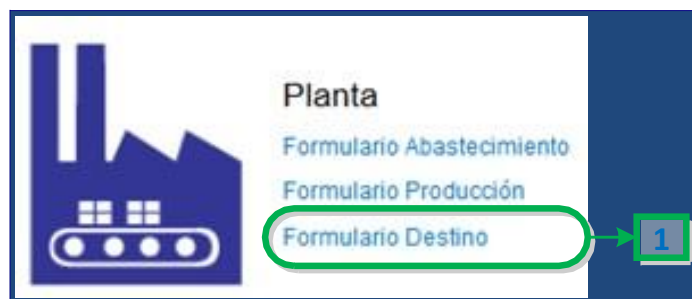 Planta
Formulario Abastecimiento
Formulario Producción
Formulario Destino
1